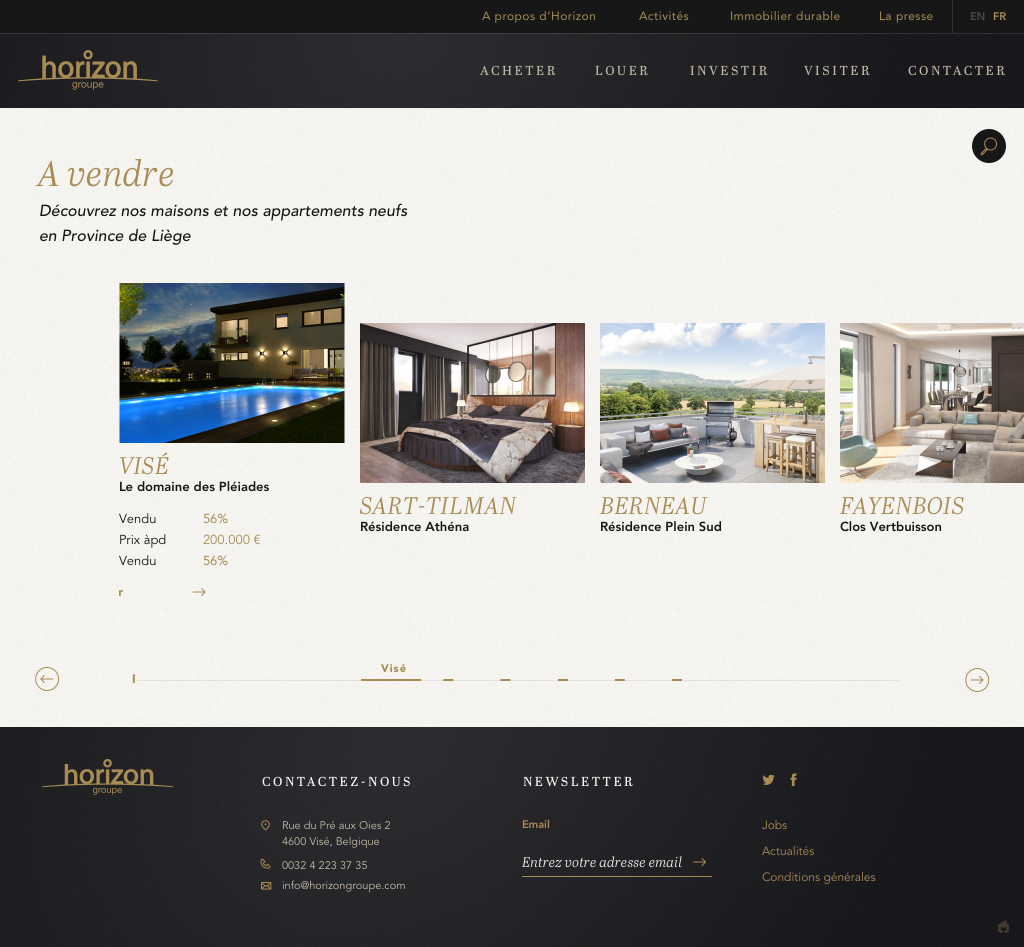 A propos d'Horizon
Activités
Immobilier durable
La presse
EN FR
horizon
groupe
ACHETER
LOUER
INVESTIR
VISITER
CONTACTER
A vendre
Découvrez nos maisons et nos appartements neufs
en Province de Liège
VISÉ
Le domaine des Pléiades
Vendu 56%
Prix àpd 200.000 €
Vendu 56%
r
SART-TILMAN
Résidence Athéna
BERNEAU
Résidence Plein Sud
FAYENBOIS
Clos Vertbuisson
Visé
horizon
groupe
CONTACTEZ-NOUS
Rue du Pré aux Oies 2
4600 Visé, Belgique
0032 4 223 37 35
info@horizongroupe.com
NEWSLETTER
Email
Entrez votre adresse email
Jobs
Actualités
Conditions générales